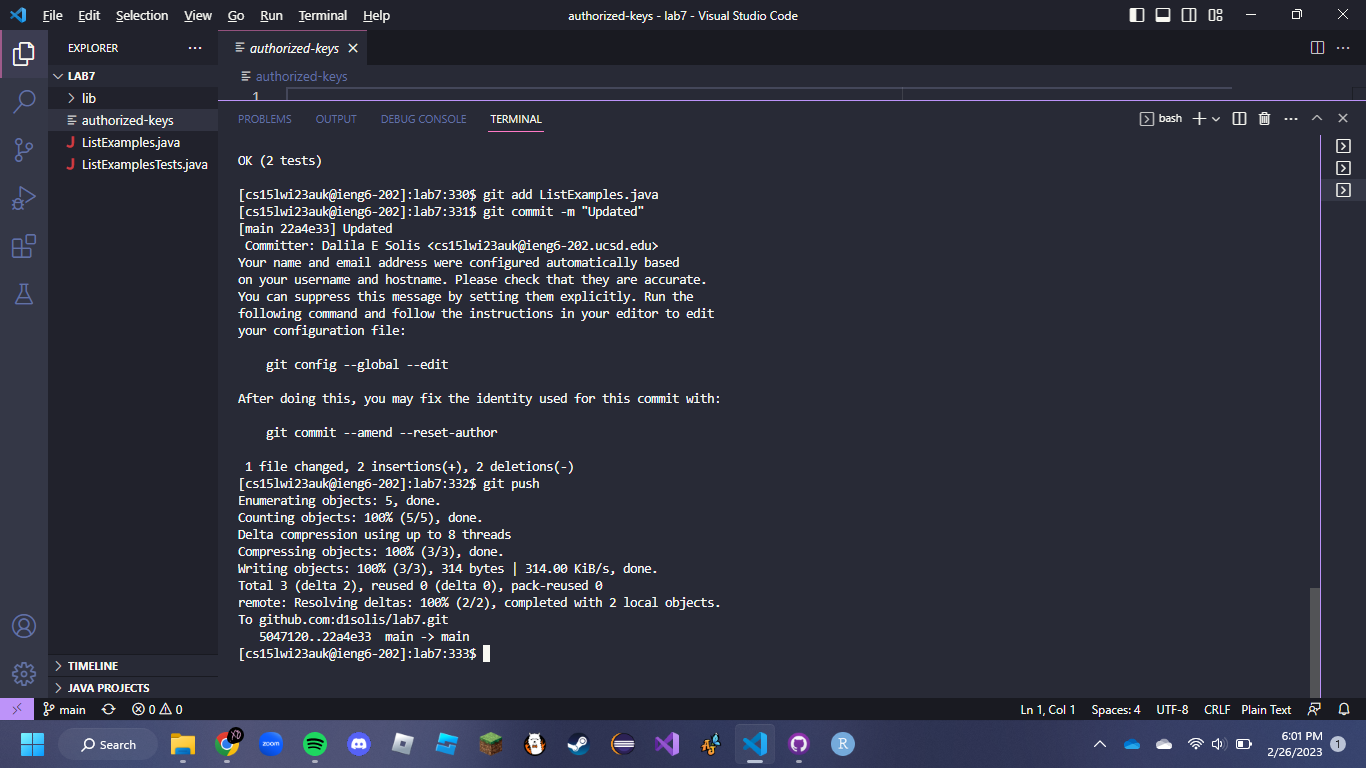 File Edit Selection View Go Run Terminal Help
authorized-keys - lab7 - Visual Studio Code
EXPLORER
authorized-keys
LAB7
lib
authorized-keys
ListExamples.java
ListExamplesTests.java
authorized-keys
1
PROBLEMS OUTPUT DEBUG CONSOLE TERMINAL
bash
OK (2 tests)
[cs15lwi23auk@ieng6-202]:lab7:330$ git add ListExamples.java
[cs15lwi23auk@ieng6-202]:lab7:331$ git commit -m "Updated"
[main 22a4e33] Updated
Committer: Dalila E Solis <cs15lwi23auk@ieng6-202.ucsd.edu>
Your name and email address were configured automatically based
on your username and hostname. Please check that they are accurate.
You can suppress this message by setting them explicitly. Run the
following command and follow the instructions in your editor to edit
your configuration file:
git config --global --edit
After doing this, you may fix the identity used for this commit with:
git commit --amend --reset-author
1 file changed, 2 insertions(+), 2 deletions(-)
[cs15lwi23auk@ieng6-202]:lab7:332$ git push
Enumerating objects: 5, done.
Counting objects: 100% (5/5), done.
Delta compression using up to 8 threads
Compressing objects: 100% (3/3), done.
Writing objects: 100% (3/3), 314 bytes | 314.00 KiB/s, done.
Total 3 (delta 2), reused 0 (delta 0), pack-reused 0
remote: Resolving deltas: 100% (2/2), completed with 2 local objects.
To github.com:d1solis/lab7.git
5047120..22a4e33 main -> main
[cs15lwi23auk@ieng6-202]:lab7:333$
TIMELINE
JAVA PROJECTS
main 0 0
Ln 1, Col 1 Spaces: 4 UTF-8 CRLF Plain Text
Search
zoom
R
6:01 PM
2/26/2023
1